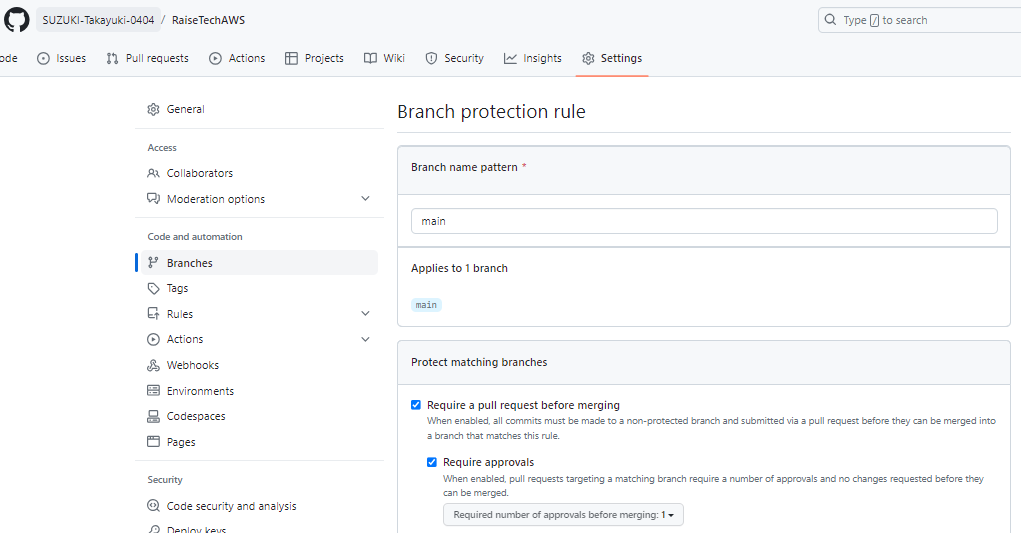 SUZUKI-Takayuki-0404 / RaiseTechAWS
Type / to search
ode Issues Pull requests Actions Projects Wiki Security Insights Settings
General
Access
Collaborators
Moderation options
Code and automation
Branches
Tags
Rules
Actions
Webhooks
Environments
Codespaces
Pages
Security
Code security and analysis
Deploy keys
Branch protection rule
Branch name pattern *
main
Applies to 1 branch
main
Protect matching branches
Require a pull request before merging
When enabled, all commits must be made to a non-protected branch and submitted via a pull request before they can be merged into
a branch that matches this rule.
Require approvals
When enabled, pull requests targeting a matching branch require a number of approvals and no changes requested before they
can be merged.
Required number of approvals before merging: 1